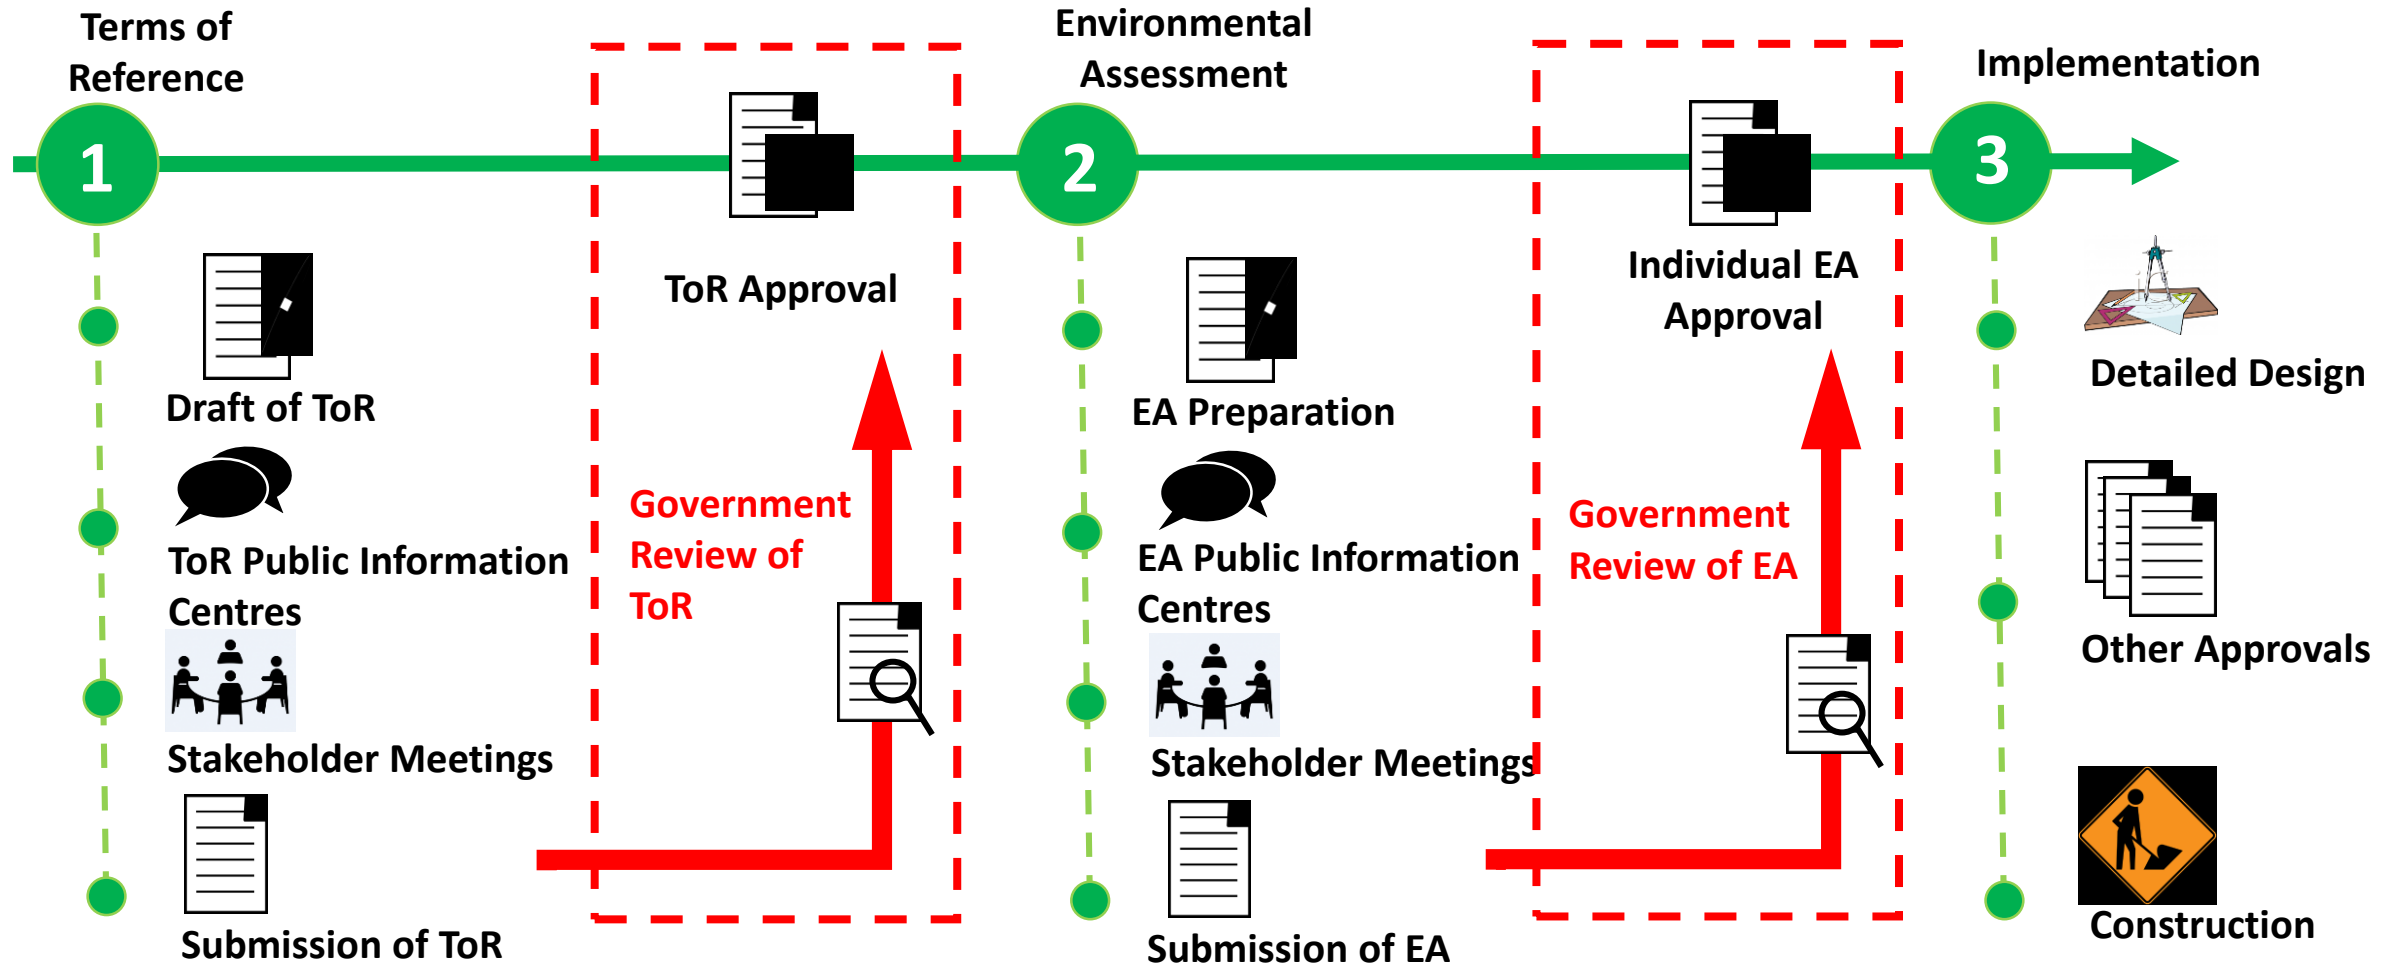 Terms of
Reference
1
Draft of ToR
ToR Public Information
Centres
Stakeholder Meetings
Submission of ToR
ToR Approval
Government
Review of
ToR
Environmental
Assessment
2
EA Preparation
EA Public Information
Centres
Stakeholder Meetings
Submission of EA
Individual EA
Approval
Government
Review of EA
Implementation
3
Detailed Design
Other Approvals
Construction